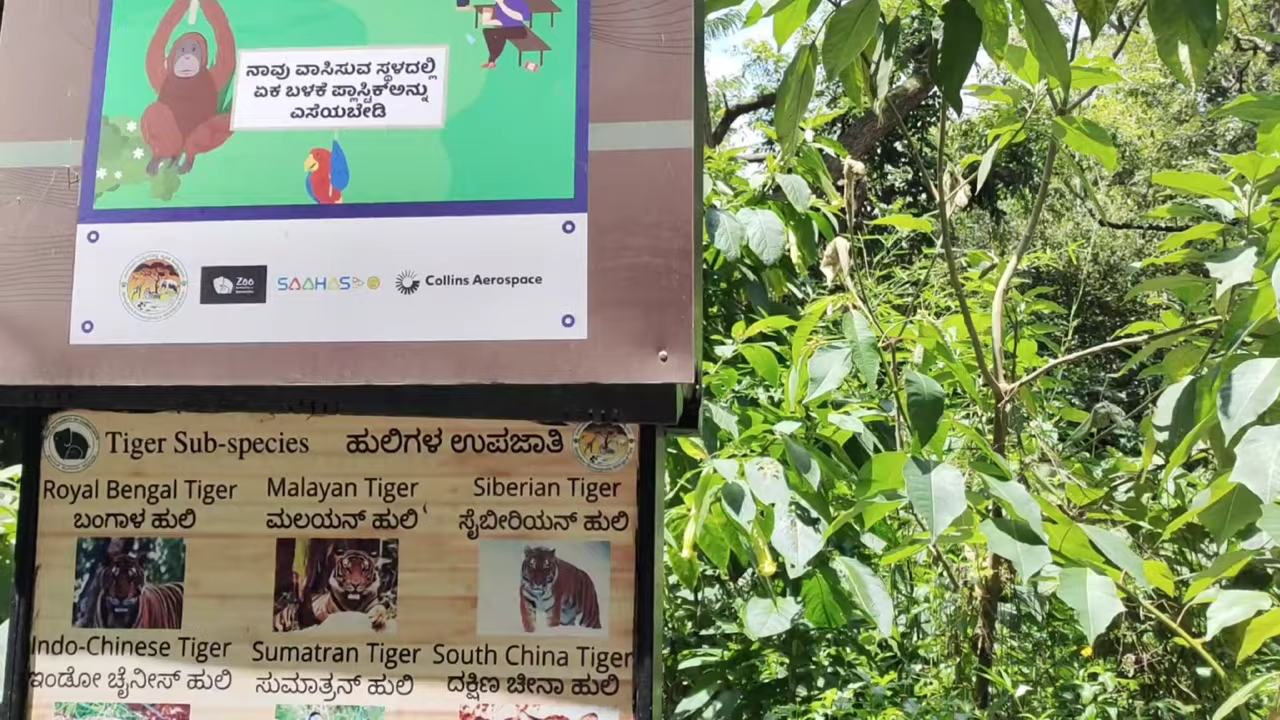 ನಾವು ವಾಸಿಸುವ ಸ್ಥಳದಲ್ಲಿ
ಏಕ ಬಳಕೆ ಪ್ಲಾಸ್ಟಿಕ್ಅನ್ನು
ಎಸೆಯಬೇಡಿ
Zoo SAAHAS Collins Aerospace
Tiger Sub-species ಹುಲಿಗಳ ಉಪಜಾತಿ
Royal Bengal Tiger Malayan Tiger Siberian Tiger
ಬಂಗಾಳ ಹುಲಿ ಮಲಯನ್ ಹುಲಿ ಸೈಬೀರಿಯನ್ ಹುಲಿ
Indo-Chinese Tiger Sumatran Tiger South China Tiger
ಇಂಡೋ ಚೈನೀಸ್ ಹುಲಿ ಸುಮಾತ್ರನ್ ಹುಲಿ ದಕ್ಷಿಣ ಚೀನಾ ಹುಲಿ